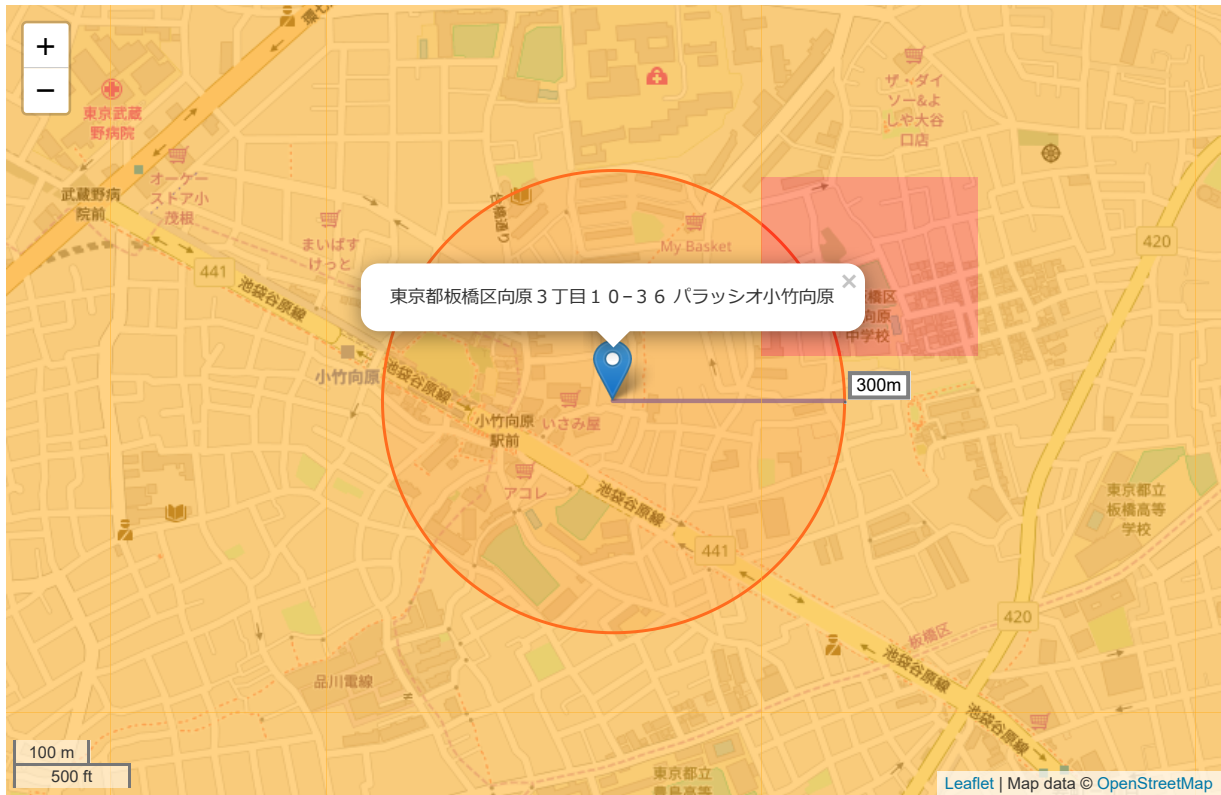 +
−
環七
東京武蔵
野病院
武蔵野病
院前
オーケー
ストア小
茂根
まいばす
けっと
441
池袋谷原線
My Basket
ザ・ダイ
ソー&よ
しや大谷
口店
420
東京都板橋区向原３丁目１０−３６ パラッシオ小竹向原
×
橋区
向原
中学校
300m
小竹向原
池袋谷原線
小竹向原
駅前
いさみ屋
アコレ
池袋谷原線
441
東京都立
板橋高等
学校
420
板橋区
池袋谷原線
池袋谷原線
品川電線
東京都立
豊島高等
100 m
500 ft
Leaflet | Map data © OpenStreetMap